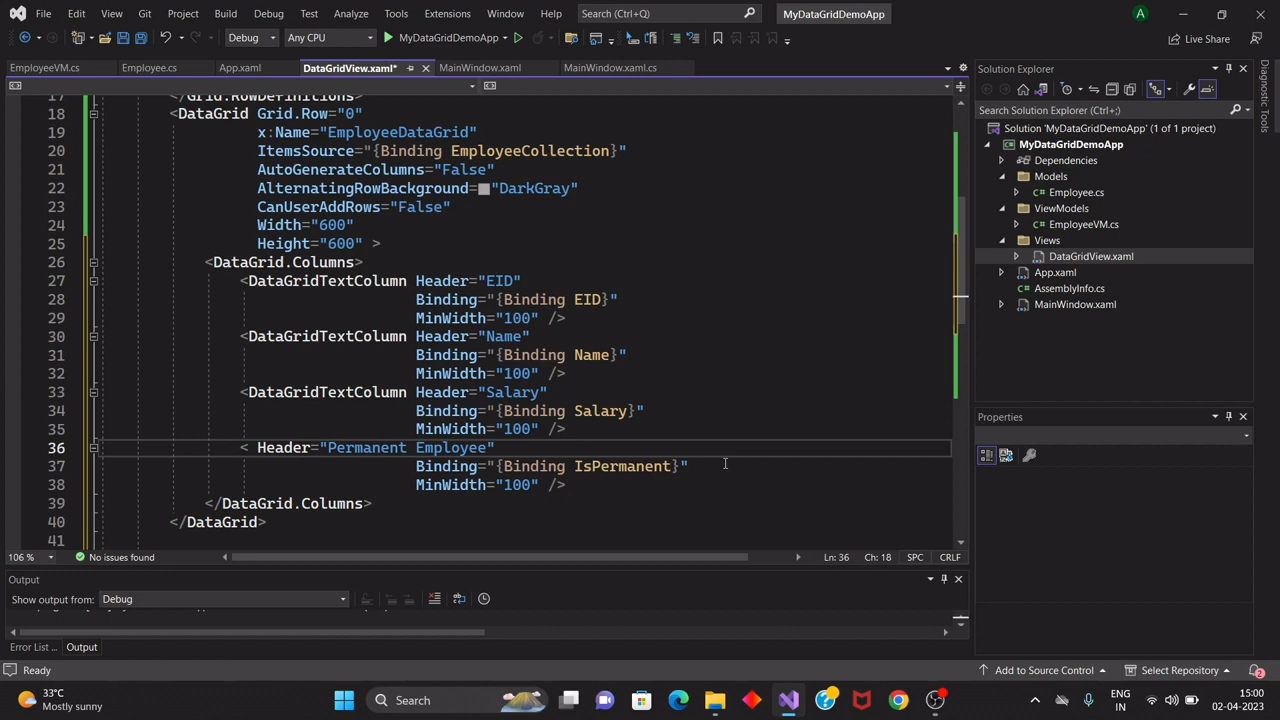 File Edit View Git Project Build Debug Test Analyze Tools Extensions Window Help Search (Ctrl+Q) MyDataGridDemoApp A
Debug Any CPU MyDataGridDemoApp Live Share
EmployeeVM.cs Employee.cs App.xaml DataGridView.xaml* MainWindow.xaml MainWindow.xaml.cs
18 <DataGrid Grid.Row="0"
19 x:Name="EmployeeDataGrid"
20 ItemsSource="{Binding EmployeeCollection}"
21 AutoGenerateColumns="False"
22 AlternatingRowBackground="DarkGray"
23 CanUserAddRows="False"
24 Width="600"
25 Height="600" >
26 <DataGrid.Columns>
27 <DataGridTextColumn Header="EID"
28 Binding="{Binding EID}"
29 MinWidth="100" />
30 <DataGridTextColumn Header="Name"
31 Binding="{Binding Name}"
32 MinWidth="100" />
33 <DataGridTextColumn Header="Salary"
34 Binding="{Binding Salary}"
35 MinWidth="100" />
36 < Header="Permanent Employee"
37 Binding="{Binding IsPermanent}"
38 MinWidth="100" />
39 </DataGrid.Columns>
40 </DataGrid>
41
106 % No issues found Ln: 36 Ch: 18 SPC CRLF
Output
Show output from: Debug
Error List ... Output
Solution Explorer
Search Solution Explorer (Ctrl+;)
Solution 'MyDataGridDemoApp' (1 of 1 project)
MyDataGridDemoApp
Dependencies
Models
Employee.cs
ViewModels
EmployeeVM.cs
Views
DataGridView.xaml
App.xaml
AssemblyInfo.cs
MainWindow.xaml
Properties
Diagnostic Tools
Ready Add to Source Control Select Repository 2
33°C
Mostly sunny
Search
ENG
IN
15:00
02-04-2023